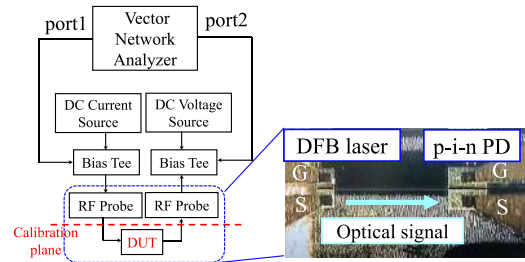 port1
Vector
Network
Analyzer
port2
DC Current
Source
DC Voltage
Source
Bias Tee
Bias Tee
RF Probe
RF Probe
Calibration
plane
DUT
DFB laser
p-i-n PD
G
G
S
S
Optical signal